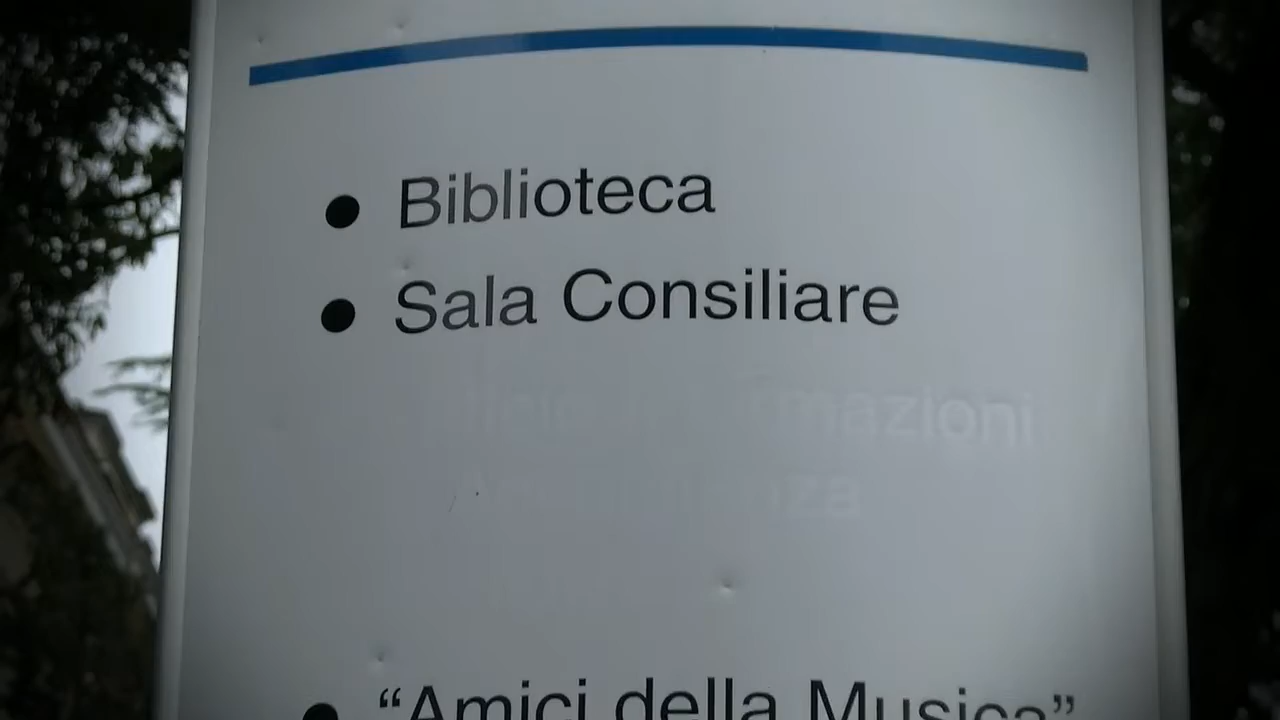 • Biblioteca
• Sala Consiliare
• “Amici della Musica”